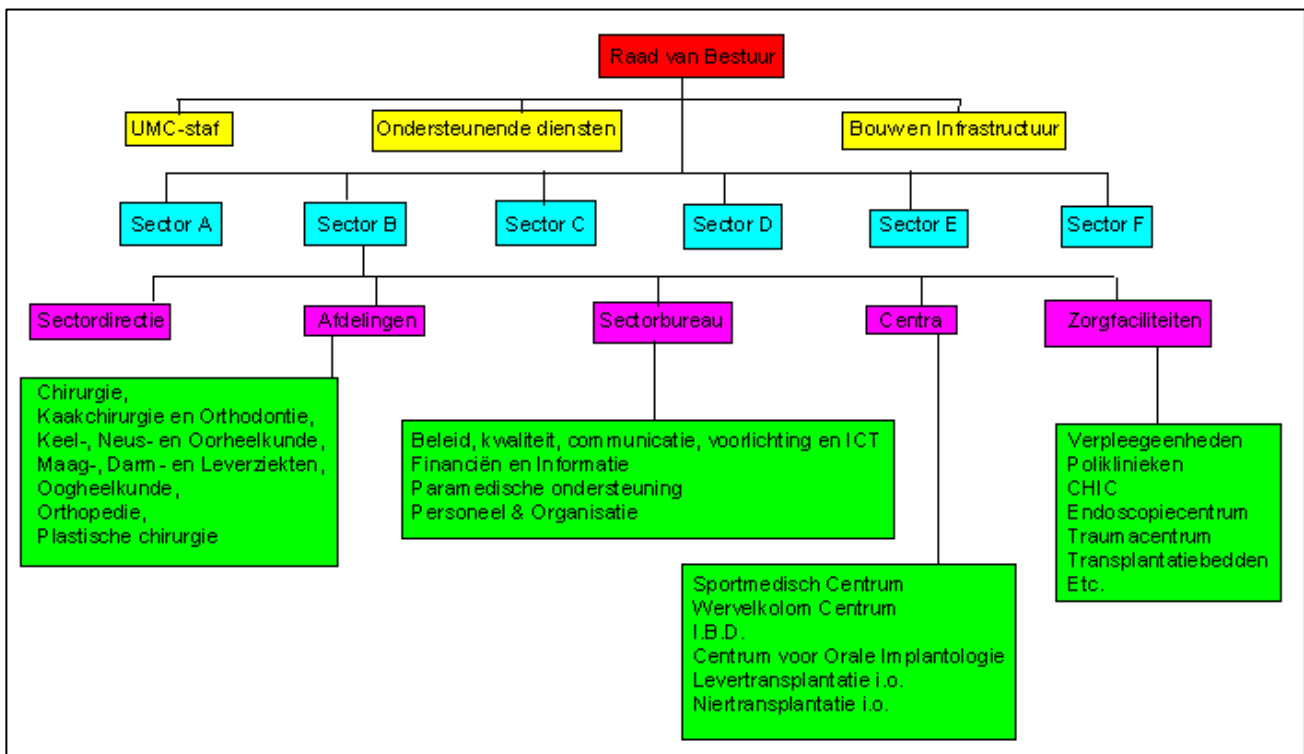 Raad van Bestuur
UMC-staf
Ondersteunende diensten
Bouw en Infrastructuur
Sector A
Sector B
Sector C
Sector D
Sector E
Sector F
Sectordirectie
Afdelingen
Sectorbureau
Centra
Zorgfaciliteiten
Chirurgie,
Kaakchirurgie en Orthodontie,
Keel-, Neus- en Oorheelkunde,
Maag-, Darm- en Leverziekten,
Oogheelkunde,
Orthopedie,
Plastische chirurgie
Beleid, kwaliteit, communicatie, voorlichting en ICT
Financiën en Informatie
Paramedische ondersteuning
Personeel & Organisatie
Sportmedisch Centrum
Wervelkolom Centrum
I.B.D.
Centrum voor Orale Implantologie
Levertransplantatie i.o.
Niertransplantatie i.o.
Verpleegeenheden
Poliklinieken
CHIC
Endoscopiecentrum
Traumacentrum
Transplantatiebedden
Etc.